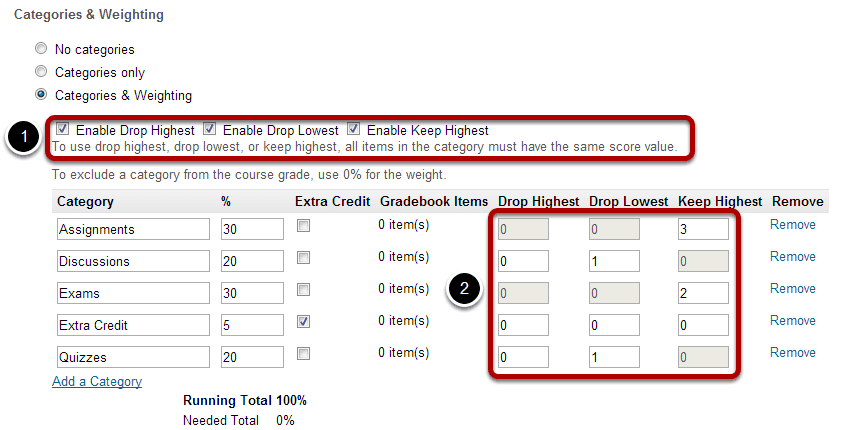 Categories & Weighting
No categories
Categories only
Categories & Weighting
1
Enable Drop Highest Enable Drop Lowest Enable Keep Highest
To use drop highest, drop lowest, or keep highest, all items in the category must have the same score value.
To exclude a category from the course grade, use 0% for the weight.
Category % Extra Credit Gradebook Items Drop Highest Drop Lowest Keep Highest Remove
Assignments 30 0 item(s) 0 0 3 Remove
Discussions 20 0 item(s) 0 1 0 Remove
2
Exams 30 0 item(s) 0 0 2 Remove
Extra Credit 5 0 item(s) 0 0 0 Remove
Quizzes 20 0 item(s) 0 1 0 Remove
Add a Category
Running Total 100%
Needed Total 0%